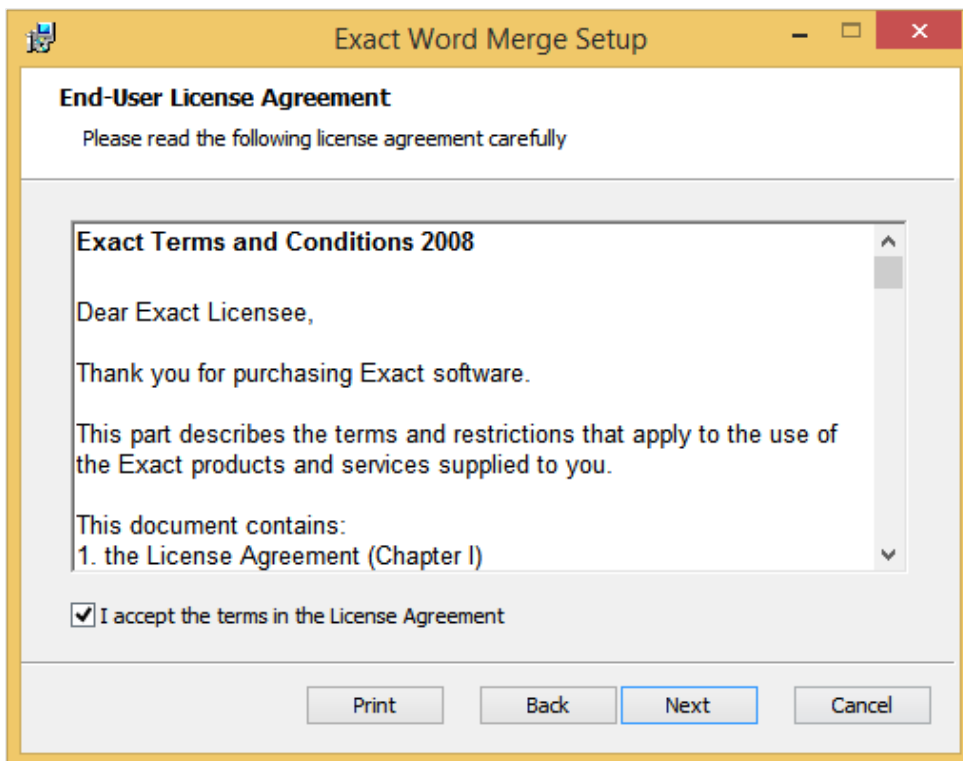 Exact Word Merge Setup
End-User License Agreement
Please read the following license agreement carefully
Exact Terms and Conditions 2008
Dear Exact Licensee,
Thank you for purchasing Exact software.
This part describes the terms and restrictions that apply to the use of
the Exact products and services supplied to you.
This document contains:
1. the License Agreement (Chapter I)
I accept the terms in the License Agreement
Print Back Next Cancel